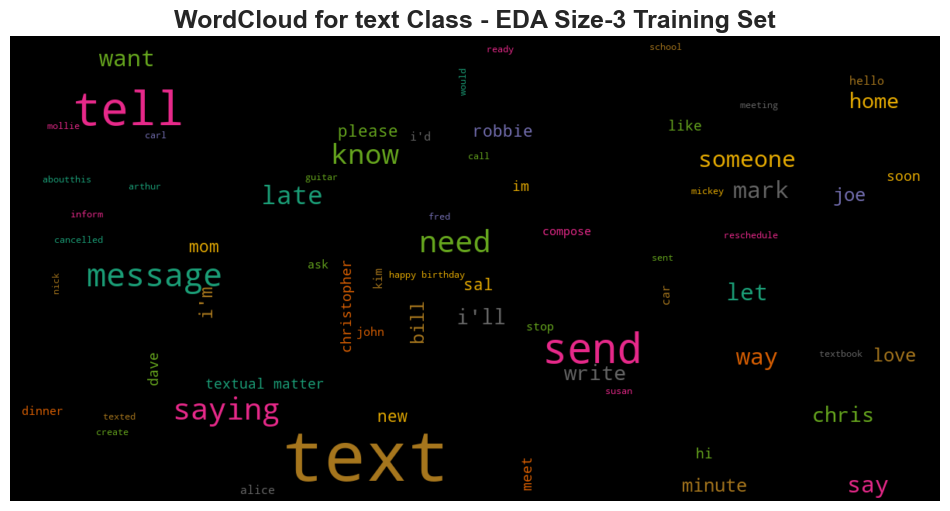 WordCloud for text Class - EDA Size-3 Training Set
ready
school
want
would
hello
tell
home
meeting
mollie
carl
please
i'd
robbie
like
know
call
someone
aboutthis
arthur
guitar
im
mickey
mark
soon
late
joe
inform
fred
cancelled
mom
need
compose
reschedule
ask
sent
message
nick
i'm
christopher
kim
happy birthday
sal
car
let
bill
i'll
john
stop
send
way
textbook
love
dave
textual matter
write
susan
dinner
texted
saying
new
chris
create
text
hi
meet
alice
minute
say